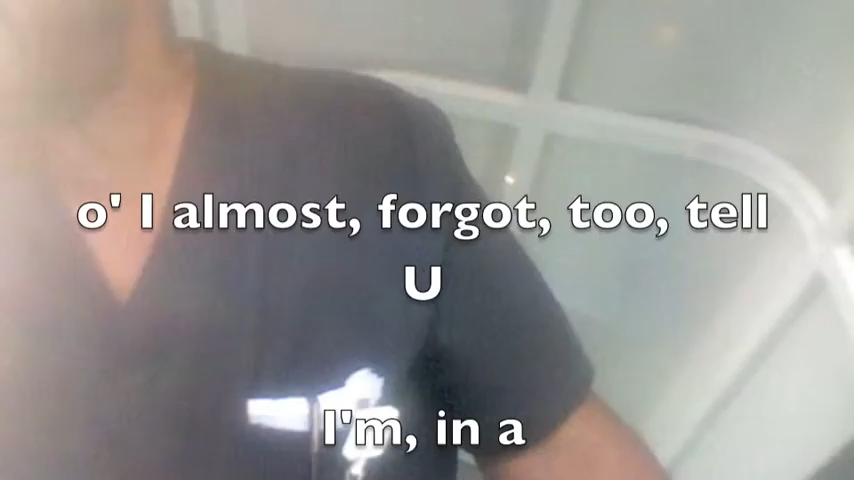 o' I almost, forgot, too, tell
U
I'm, in a